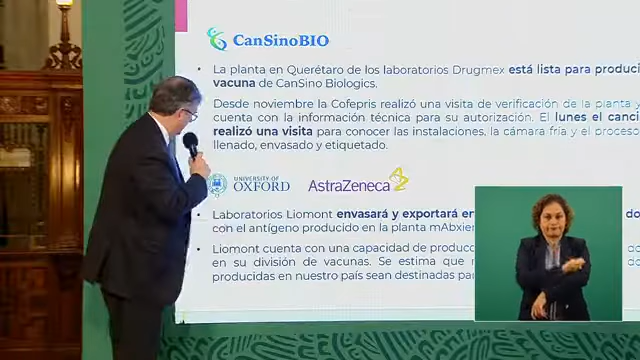 CanSinoBIO
La planta en Querétaro de los laboratorios Drugmex está lista para
vacuna de CanSino Biologics.
Desde noviembre la Cofepris realizó una visita de verificación de la planta y
cuenta con la información técnica para su autorización. El lunes el
realizó una visita para conocer las instalaciones, la cámara fría y el proceso
llenado, envasado y etiquetado.
UNIVERSITY OF
OXFORD
AstraZeneca
Laboratorios Liomont envasará y exportará
con el antígeno producido en la planta
Liomont cuenta con una capacidad de
en su división de vacunas. Se estima que
producidas en nuestro país sean destinadas